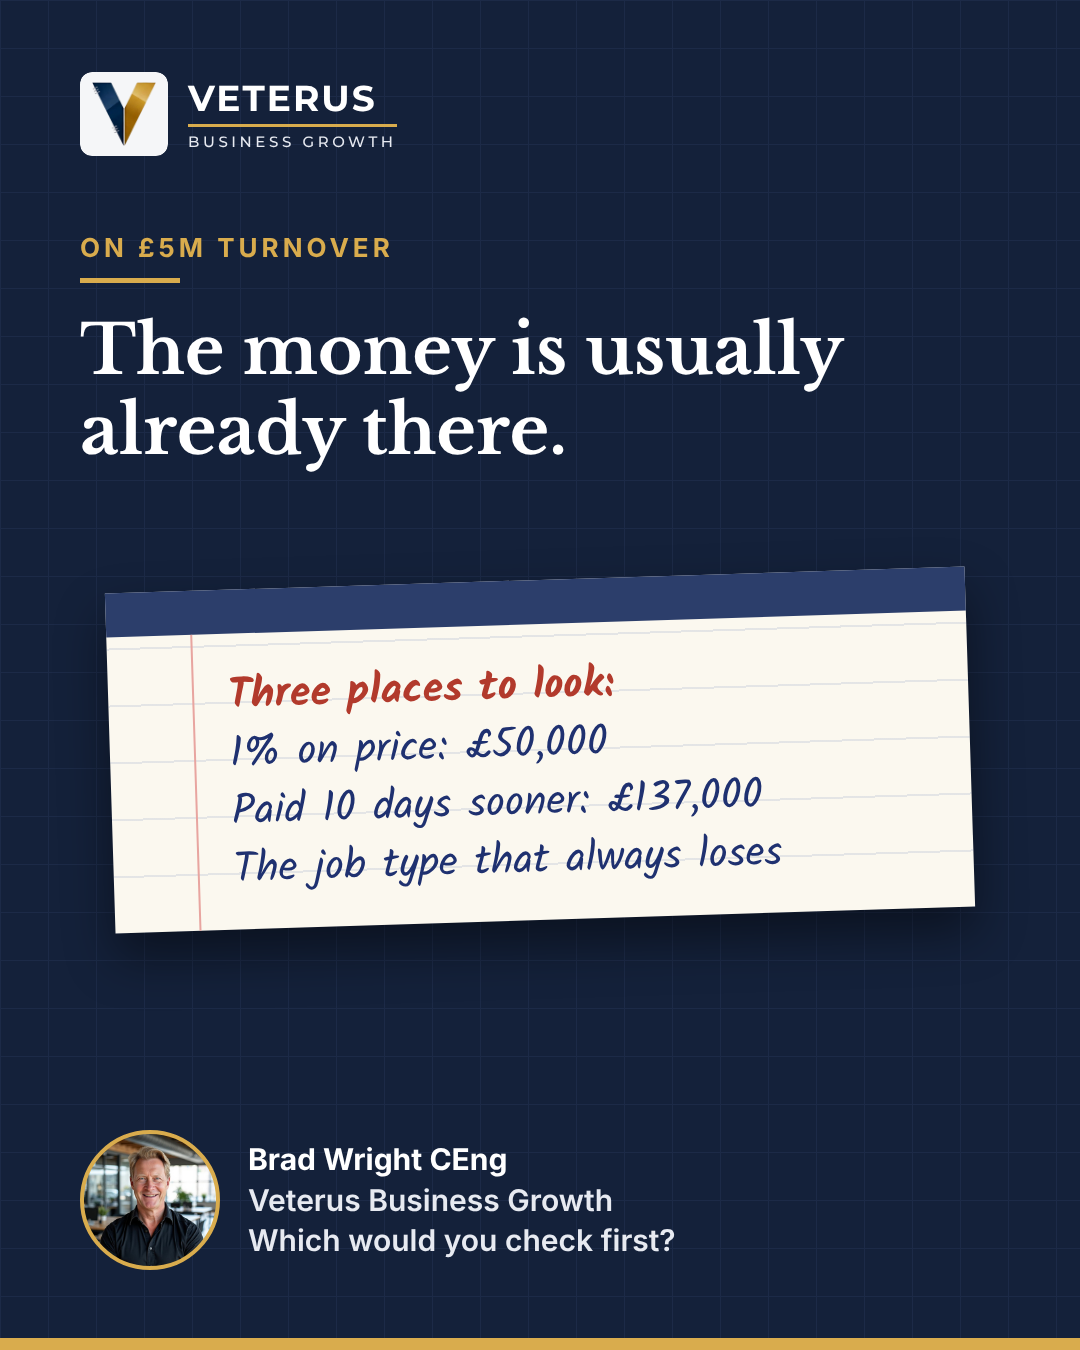 VETERUS
BUSINESS GROWTH
ON £5M TURNOVER
The money is usually
already there.
Three places to look:
1% on price: £50,000
Paid 10 days sooner: £137,000
The job type that always loses
Brad Wright CEng
Veterus Business Growth
Which would you check first?